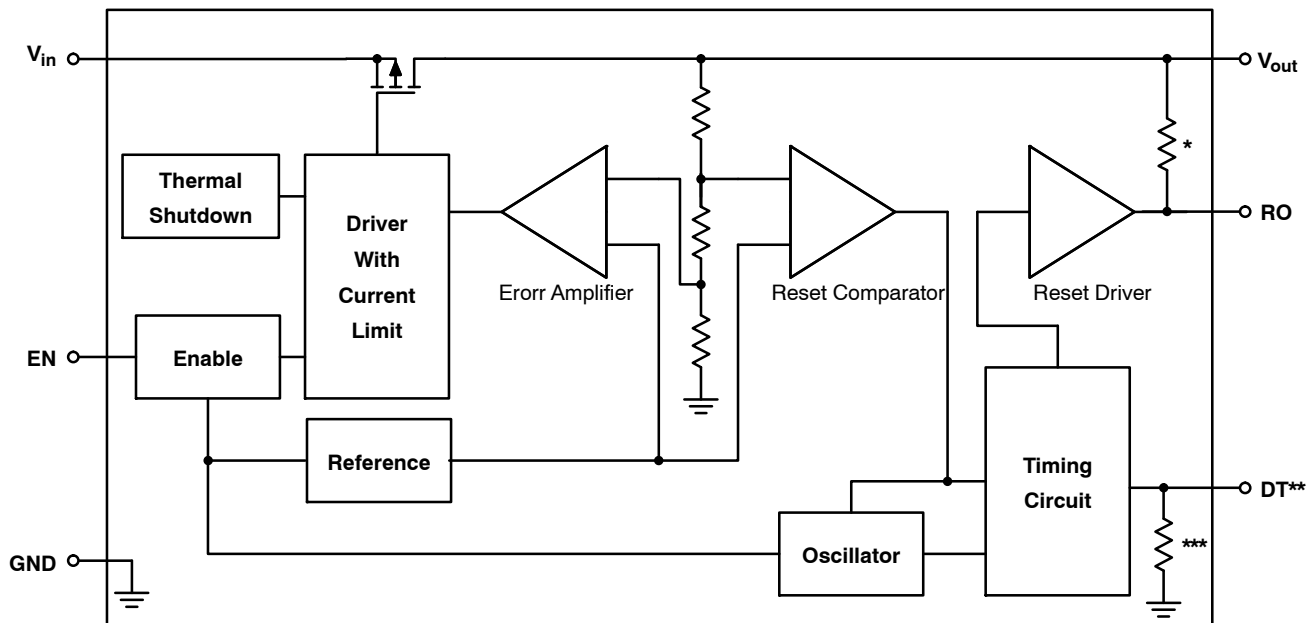 Vin
Vout
*
Thermal
Shutdown
Driver
With
Current
Limit
RO
Erorr Amplifier
Reset Comparator
Reset Driver
EN
Enable
Reference
Timing
Circuit
DT**
Oscillator
***
GND